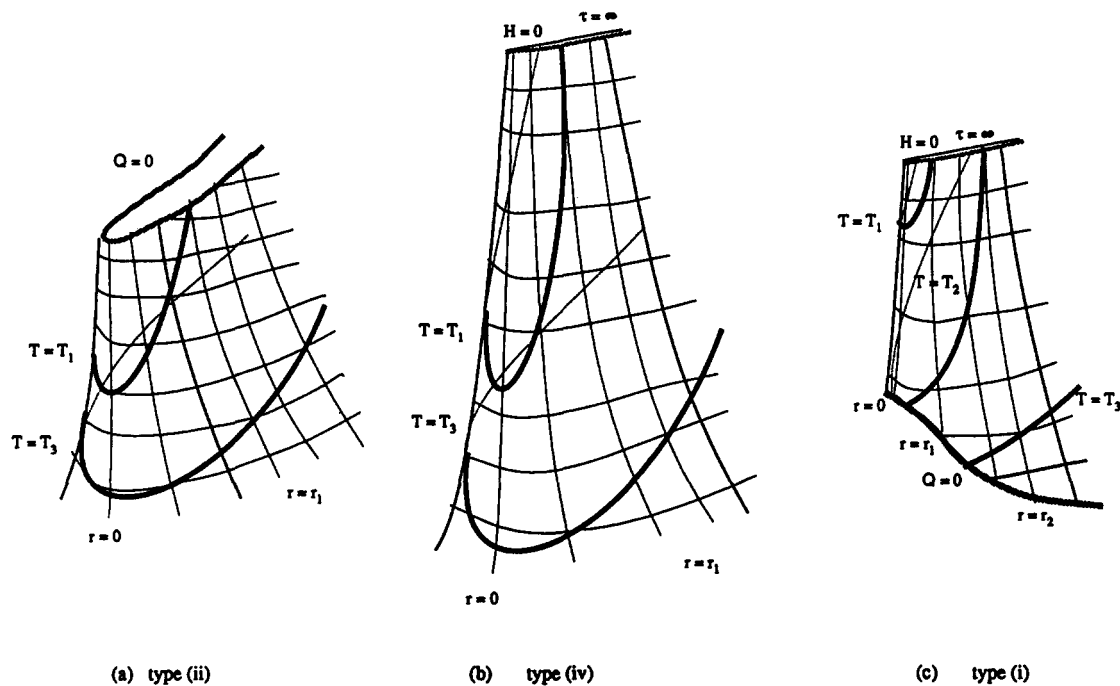 Q = 0
T = T₁
T = T₃
r = r₁
r = 0
(a) type (ii)
H = 0
τ = ∞
T = T₁
T = T₃
r = r₁
r = 0
(b) type (iv)
H = 0
τ = ∞
T = T₁
T = T₂
r = 0
T = T₃
r = r₁
Q = 0
r = r₂
(c) type (i)